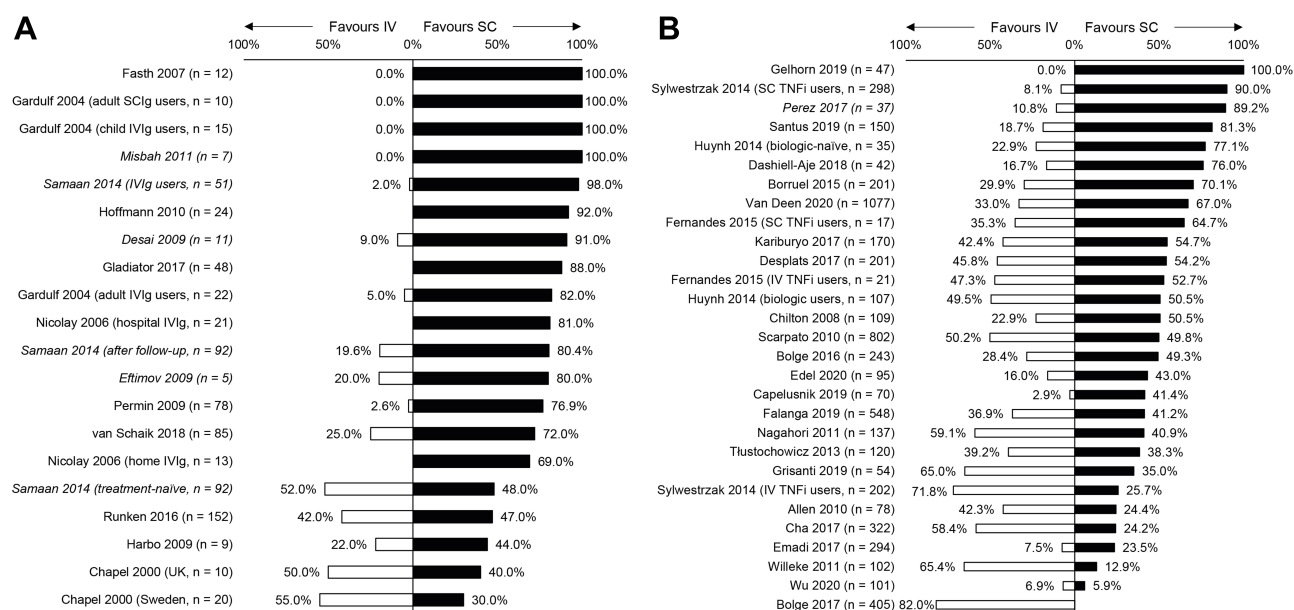 A
Favours IV Favours SC
100% 50% 0% 50% 100%
Fasth 2007 (n = 12) 0.0% 100.0%
Gardulf 2004 (adult SCIg users, n = 10) 0.0% 100.0%
Gardulf 2004 (child IVIg users, n = 15) 0.0% 100.0%
Misbah 2011 (n = 7) 0.0% 100.0%
Samaan 2014 (IVIg users, n = 51) 2.0% 98.0%
Hoffmann 2010 (n = 24) 92.0%
Desai 2009 (n = 11) 9.0% 91.0%
Gladiator 2017 (n = 48) 88.0%
Gardulf 2004 (adult IVIg users, n = 22) 5.0% 82.0%
Nicolay 2006 (hospital IVIg, n = 21) 81.0%
Samaan 2014 (after follow-up, n = 92) 19.6% 80.4%
Eftimov 2009 (n = 5) 20.0% 80.0%
Permin 2009 (n = 78) 2.6% 76.9%
van Schaik 2018 (n = 85) 25.0% 72.0%
Nicolay 2006 (home IVIg, n = 13) 69.0%
Samaan 2014 (treatment-naïve, n = 92) 52.0% 48.0%
Runken 2016 (n = 152) 42.0% 47.0%
Harbo 2009 (n = 9) 22.0% 44.0%
Chapel 2000 (UK, n = 10) 50.0% 40.0%
Chapel 2000 (Sweden, n = 20) 55.0% 30.0%
B
Favours IV Favours SC
100% 50% 0% 50% 100%
Gelhorn 2019 (n = 47) 0.0% 100.0%
Sylwestrzak 2014 (SC TNFi users, n = 298) 8.1% 90.0%
Perez 2017 (n = 37) 10.8% 89.2%
Santus 2019 (n = 150) 18.7% 81.3%
Huynh 2014 (biologic-naïve, n = 35) 22.9% 77.1%
Dashiell-Aje 2018 (n = 42) 16.7% 76.0%
Borruel 2015 (n = 201) 29.9% 70.1%
Van Deen 2020 (n = 1077) 33.0% 67.0%
Fernandes 2015 (SC TNFi users, n = 17) 35.3% 64.7%
Kariburyo 2017 (n = 170) 42.4% 54.7%
Desplats 2017 (n = 201) 45.8% 54.2%
Fernandes 2015 (IV TNFi users, n = 21) 47.3% 52.7%
Huynh 2014 (biologic users, n = 107) 49.5% 50.5%
Chilton 2008 (n = 109) 22.9% 50.5%
Scarpato 2010 (n = 802) 50.2% 49.8%
Bolge 2016 (n = 243) 28.4% 49.3%
Edel 2020 (n = 95) 16.0% 43.0%
Capelusnik 2019 (n = 70) 2.9% 41.4%
Falanga 2019 (n = 548) 36.9% 41.2%
Nagahori 2011 (n = 137) 59.1% 40.9%
Tłustochowicz 2013 (n = 120) 39.2% 38.3%
Grisanti 2019 (n = 54) 65.0% 35.0%
Sylwestrzak 2014 (IV TNFi users, n = 202) 71.8% 25.7%
Allen 2010 (n = 78) 42.3% 24.4%
Cha 2017 (n = 322) 58.4% 24.2%
Emadi 2017 (n = 294) 7.5% 23.5%
Willeke 2011 (n = 102) 65.4% 12.9%
Wu 2020 (n = 101) 6.9% 5.9%
Bolge 2017 (n = 405) 82.0%